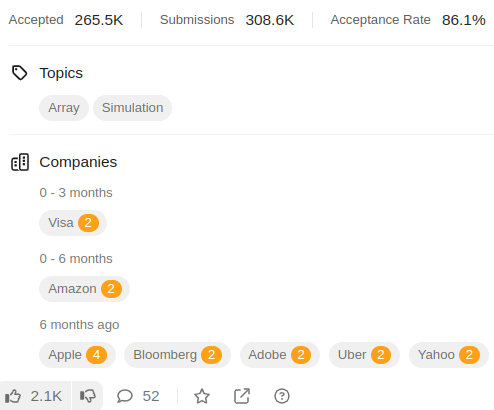 Accepted 265.5K Submissions 308.6K Acceptance Rate 86.1%
Topics
Array Simulation
Companies
0 - 3 months
Visa 2
0 - 6 months
Amazon 2
6 months ago
Apple 4 Bloomberg 2 Adobe 2 Uber 2 Yahoo 2
2.1K 52